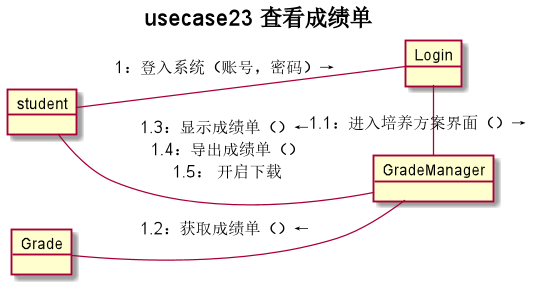 usecase23 查看成绩单
Login
1：登入系统（账号，密码）→
student
1.3：显示成绩单（）←
1.1：进入培养方案界面（）→
1.4：导出成绩单（）
1.5： 开启下载
GradeManager
1.2：获取成绩单（）←
Grade